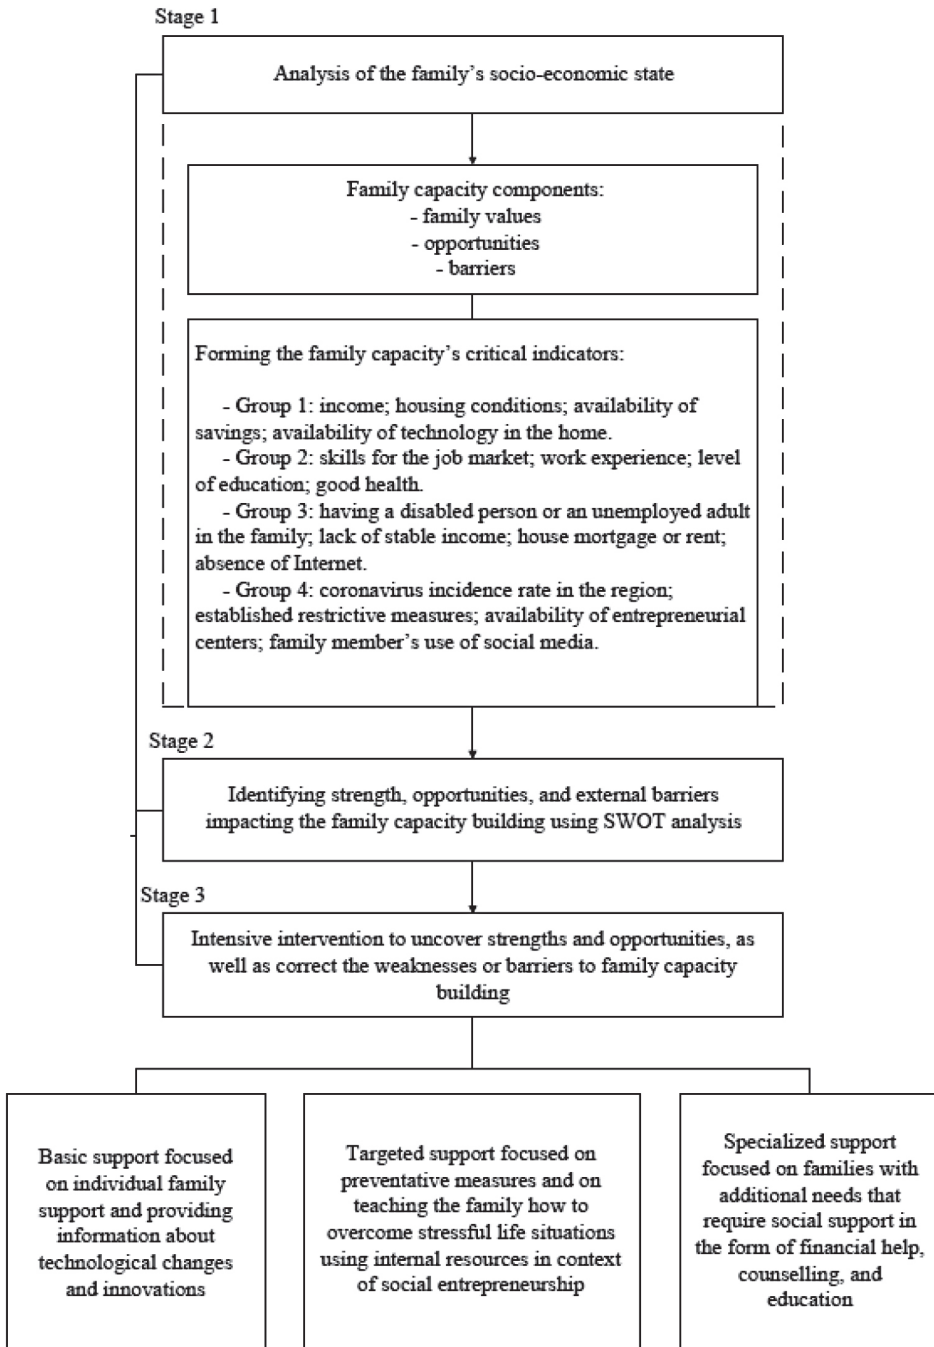 Stage 1
Analysis of the family’s socio-economic state
Family capacity components:
- family values
- opportunities
- barriers
Forming the family capacity’s critical indicators:
- Group 1: income; housing conditions; availability of
savings; availability of technology in the home.
- Group 2: skills for the job market; work experience; level
of education; good health.
- Group 3: having a disabled person or an unemployed adult
in the family; lack of stable income; house mortgage or rent;
absence of Internet.
- Group 4: coronavirus incidence rate in the region;
established restrictive measures; availability of entrepreneurial
centers; family member’s use of social media.
Stage 2
Identifying strength, opportunities, and external barriers
impacting the family capacity building using SWOT analysis
Stage 3
Intensive intervention to uncover strengths and opportunities, as
well as correct the weaknesses or barriers to family capacity
building
Basic support focused
on individual family
support and providing
information about
technological changes
and innovations
Targeted support focused on
preventative measures and on
teaching the family how to
overcome stressful life situations
using internal resources in context
of social entrepreneurship
Specialized support
focused on families with
additional needs that
require social support in
the form of financial help,
counselling, and
education